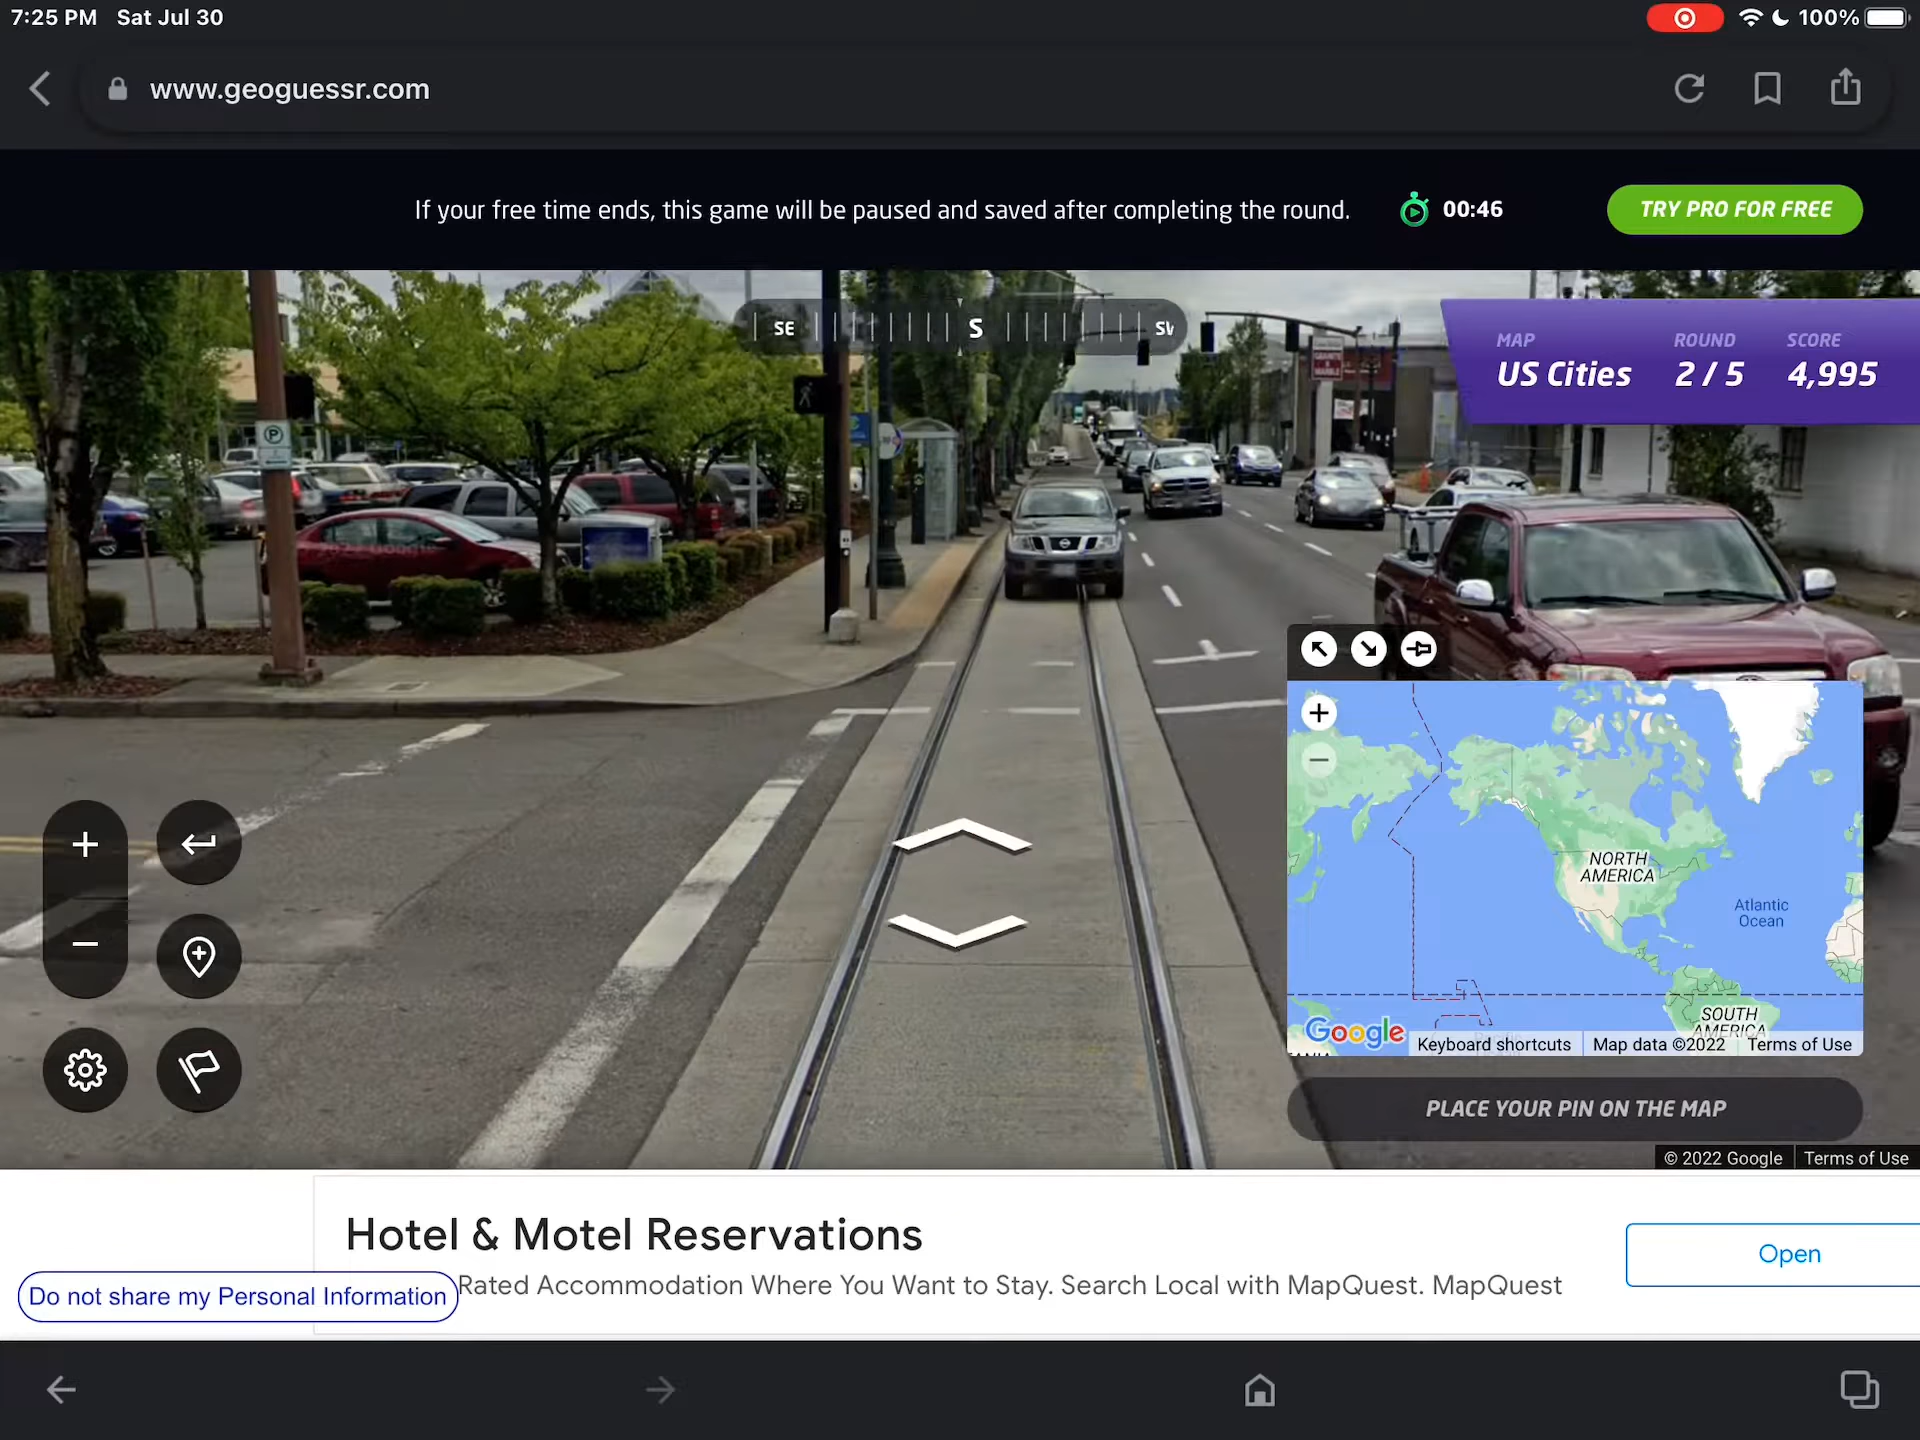 7:25 PM Sat Jul 30
100%
www.geoguessr.com
If your free time ends, this game will be paused and saved after completing the round.
00:46
TRY PRO FOR FREE
SE
S
MAP
US Cities
ROUND
2 / 5
SCORE
4,995
P
GRANITE & MARBLE
NORTH
AMERICA
Atlantic
Ocean
SOUTH
AMERICA
Google
Keyboard shortcuts
Map data ©2022
Terms of Use
PLACE YOUR PIN ON THE MAP
© 2022 Google
Terms of Use
Hotel & Motel Reservations
Rated Accommodation Where You Want to Stay. Search Local with MapQuest. MapQuest
Open
Do not share my Personal Information